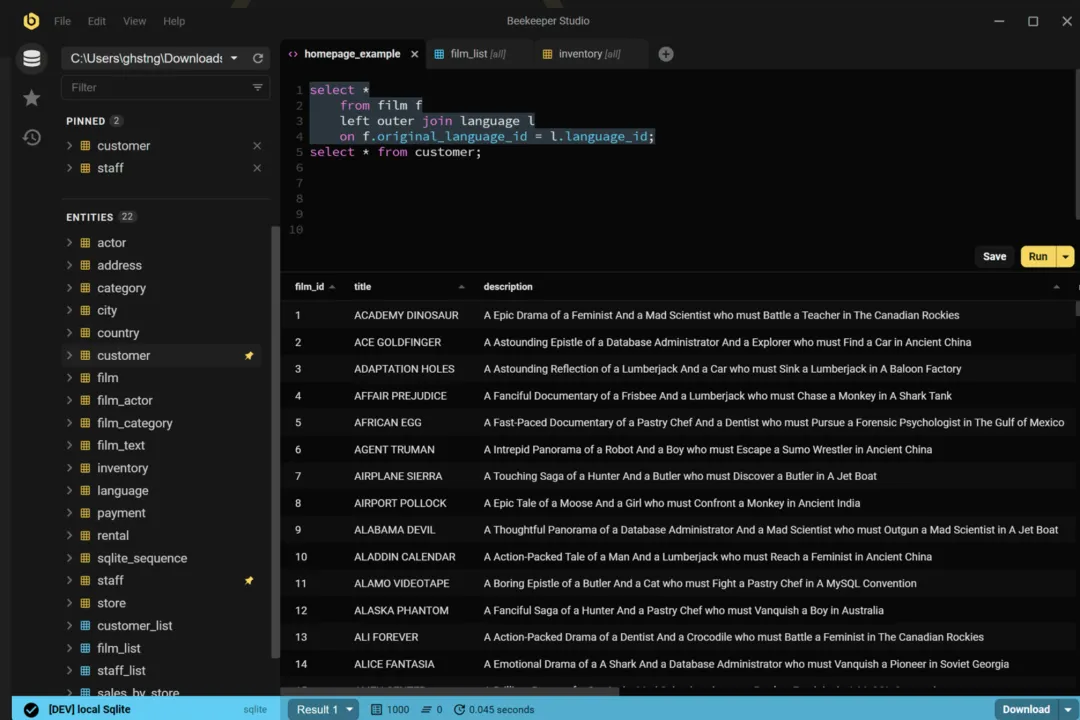 File Edit View Help
Beekeeper Studio
C:\Users\ghstng\Downloads
Filter
PINNED 2
customer
staff
ENTITIES 22
actor
address
category
city
country
customer
film
film_actor
film_category
film_text
inventory
language
payment
rental
sqlite_sequence
staff
store
customer_list
film_list
staff_list
sales_by_store
homepage_example film_list [all] inventory [all]
1 select *
2 from film f
3 left outer join language l
4 on f.original_language_id = l.language_id;
5 select * from customer;
6
7
8
9
10
Save Run
film_id title description
1 ACADEMY DINOSAUR A Epic Drama of a Feminist And a Mad Scientist who must Battle a Teacher in The Canadian Rockies
2 ACE GOLDFINGER A Astounding Epistle of a Database Administrator And a Explorer who must Find a Car in Ancient China
3 ADAPTATION HOLES A Astounding Reflection of a Lumberjack And a Car who must Sink a Lumberjack in A Baloon Factory
4 AFFAIR PREJUDICE A Fanciful Documentary of a Frisbee And a Lumberjack who must Chase a Monkey in A Shark Tank
5 AFRICAN EGG A Fast-Paced Documentary of a Pastry Chef And a Dentist who must Pursue a Forensic Psychologist in The Gulf of Mexico
6 AGENT TRUMAN A Intrepid Panorama of a Robot And a Boy who must Escape a Sumo Wrestler in Ancient China
7 AIRPLANE SIERRA A Touching Saga of a Hunter And a Butler who must Discover a Butler in A Jet Boat
8 AIRPORT POLLOCK A Epic Tale of a Moose And a Girl who must Confront a Monkey in Ancient India
9 ALABAMA DEVIL A Thoughtful Panorama of a Database Administrator And a Mad Scientist who must Outgun a Mad Scientist in A Jet Boat
10 ALADDIN CALENDAR A Action-Packed Tale of a Man And a Lumberjack who must Reach a Feminist in Ancient China
11 ALAMO VIDEOTAPE A Boring Epistle of a Butler And a Cat who must Fight a Pastry Chef in A MySQL Convention
12 ALASKA PHANTOM A Fanciful Saga of a Hunter And a Pastry Chef who must Vanquish a Boy in Australia
13 ALI FOREVER A Action-Packed Drama of a Dentist And a Crocodile who must Battle a Feminist in The Canadian Rockies
14 ALICE FANTASIA A Emotional Drama of a A Shark And a Database Administrator who must Vanquish a Pioneer in Soviet Georgia
[DEV] local Sqlite sqlite Result 1 1000 0 0.045 seconds Download